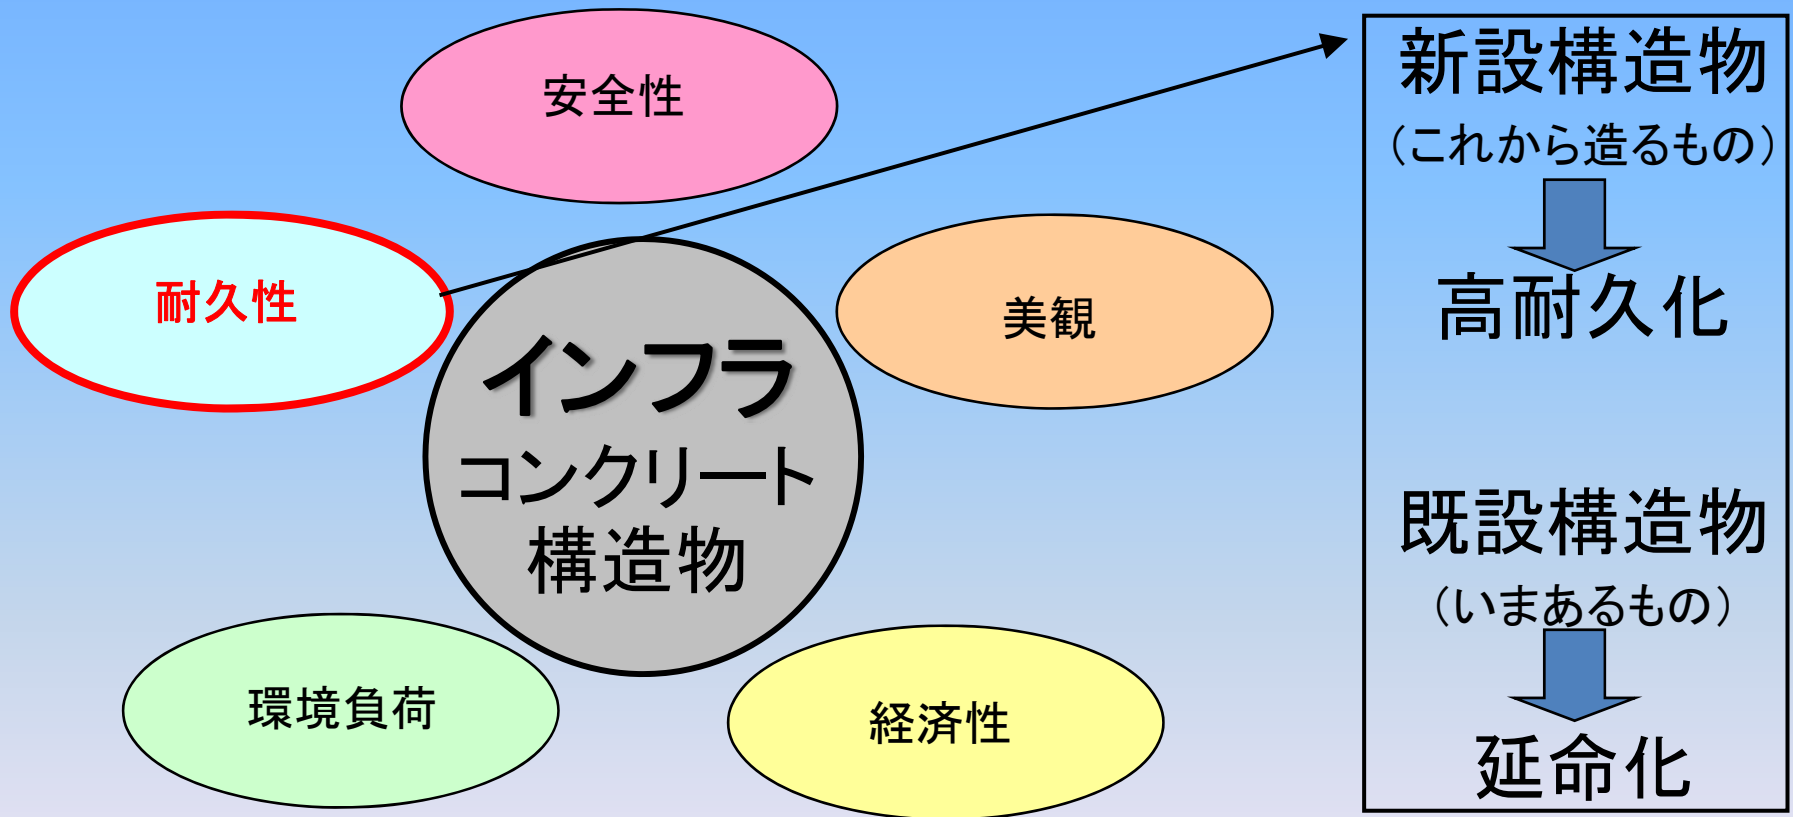 安全性
耐久性
美観
インフラ
コンクリート
構造物
環境負荷
経済性
新設構造物
（これから造るもの）
高耐久化
既設構造物
（いまあるもの）
延命化